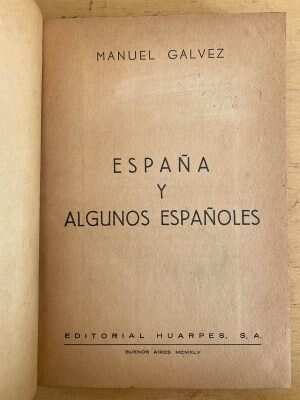 MANUEL GALVEZ
ESPAÑA
Y
ALGUNOS ESPAÑOLES
EDITORIAL HUARPES, S. A.
BUENOS AIRES MCMXLV